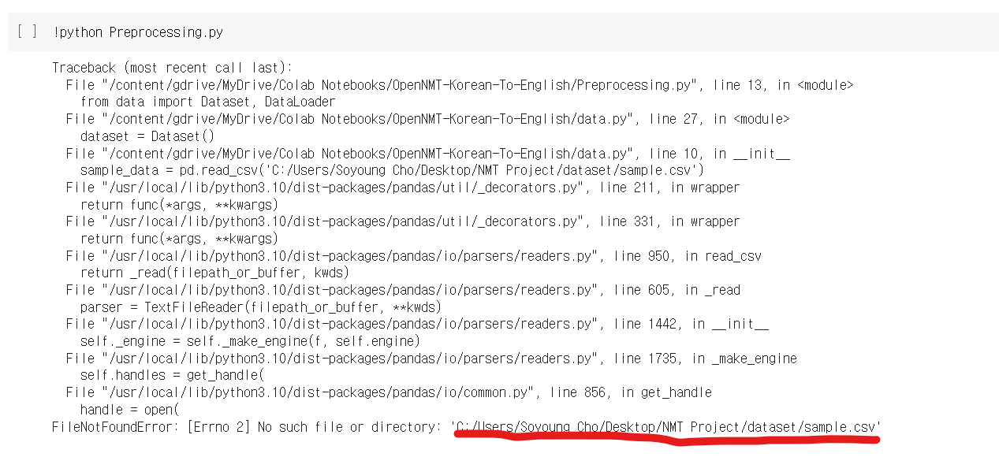 [ ] !python Preprocessing.py
Traceback (most recent call last):
File "/content/gdrive/MyDrive/Colab Notebooks/OpenNMT-Korean-To-English/Preprocessing.py", line 13, in <module>
from data import Dataset, DataLoader
File "/content/gdrive/MyDrive/Colab Notebooks/OpenNMT-Korean-To-English/data.py", line 27, in <module>
dataset = Dataset()
File "/content/gdrive/MyDrive/Colab Notebooks/OpenNMT-Korean-To-English/data.py", line 10, in __init__
sample_data = pd.read_csv('C:/Users/Soyoung Cho/Desktop/NMT Project/dataset/sample.csv')
File "/usr/local/lib/python3.10/dist-packages/pandas/util/_decorators.py", line 211, in wrapper
return func(*args, **kwargs)
File "/usr/local/lib/python3.10/dist-packages/pandas/util/_decorators.py", line 331, in wrapper
return func(*args, **kwargs)
File "/usr/local/lib/python3.10/dist-packages/pandas/io/parsers/readers.py", line 950, in read_csv
return _read(filepath_or_buffer, kwds)
File "/usr/local/lib/python3.10/dist-packages/pandas/io/parsers/readers.py", line 605, in _read
parser = TextFileReader(filepath_or_buffer, **kwds)
File "/usr/local/lib/python3.10/dist-packages/pandas/io/parsers/readers.py", line 1442, in __init__
self._engine = self._make_engine(f, self.engine)
File "/usr/local/lib/python3.10/dist-packages/pandas/io/parsers/readers.py", line 1735, in _make_engine
self.handles = get_handle(
File "/usr/local/lib/python3.10/dist-packages/pandas/io/common.py", line 856, in get_handle
handle = open(
FileNotFoundError: [Errno 2] No such file or directory: 'C:/Users/Soyoung Cho/Desktop/NMT Project/dataset/sample.csv'